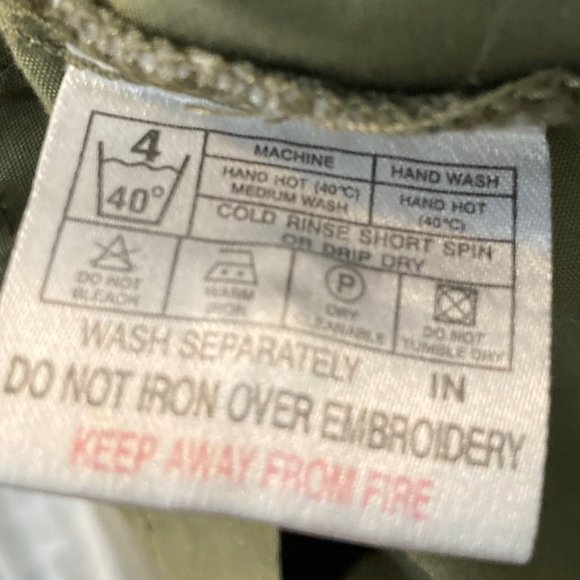 4
40°
MACHINE
HAND HOT (40°C)
MEDIUM WASH
HAND WASH
HAND HOT
(40°C)
COLD RINSE SHORT SPIN
OR DRIP DRY
DO NOT
BLEACH
WARM
IRON
P
DRY
CLEANABLE
DO NOT
TUMBLE DRY
WASH SEPARATELY
IN
DO NOT IRON OVER EMBROIDERY
KEEP AWAY FROM FIRE